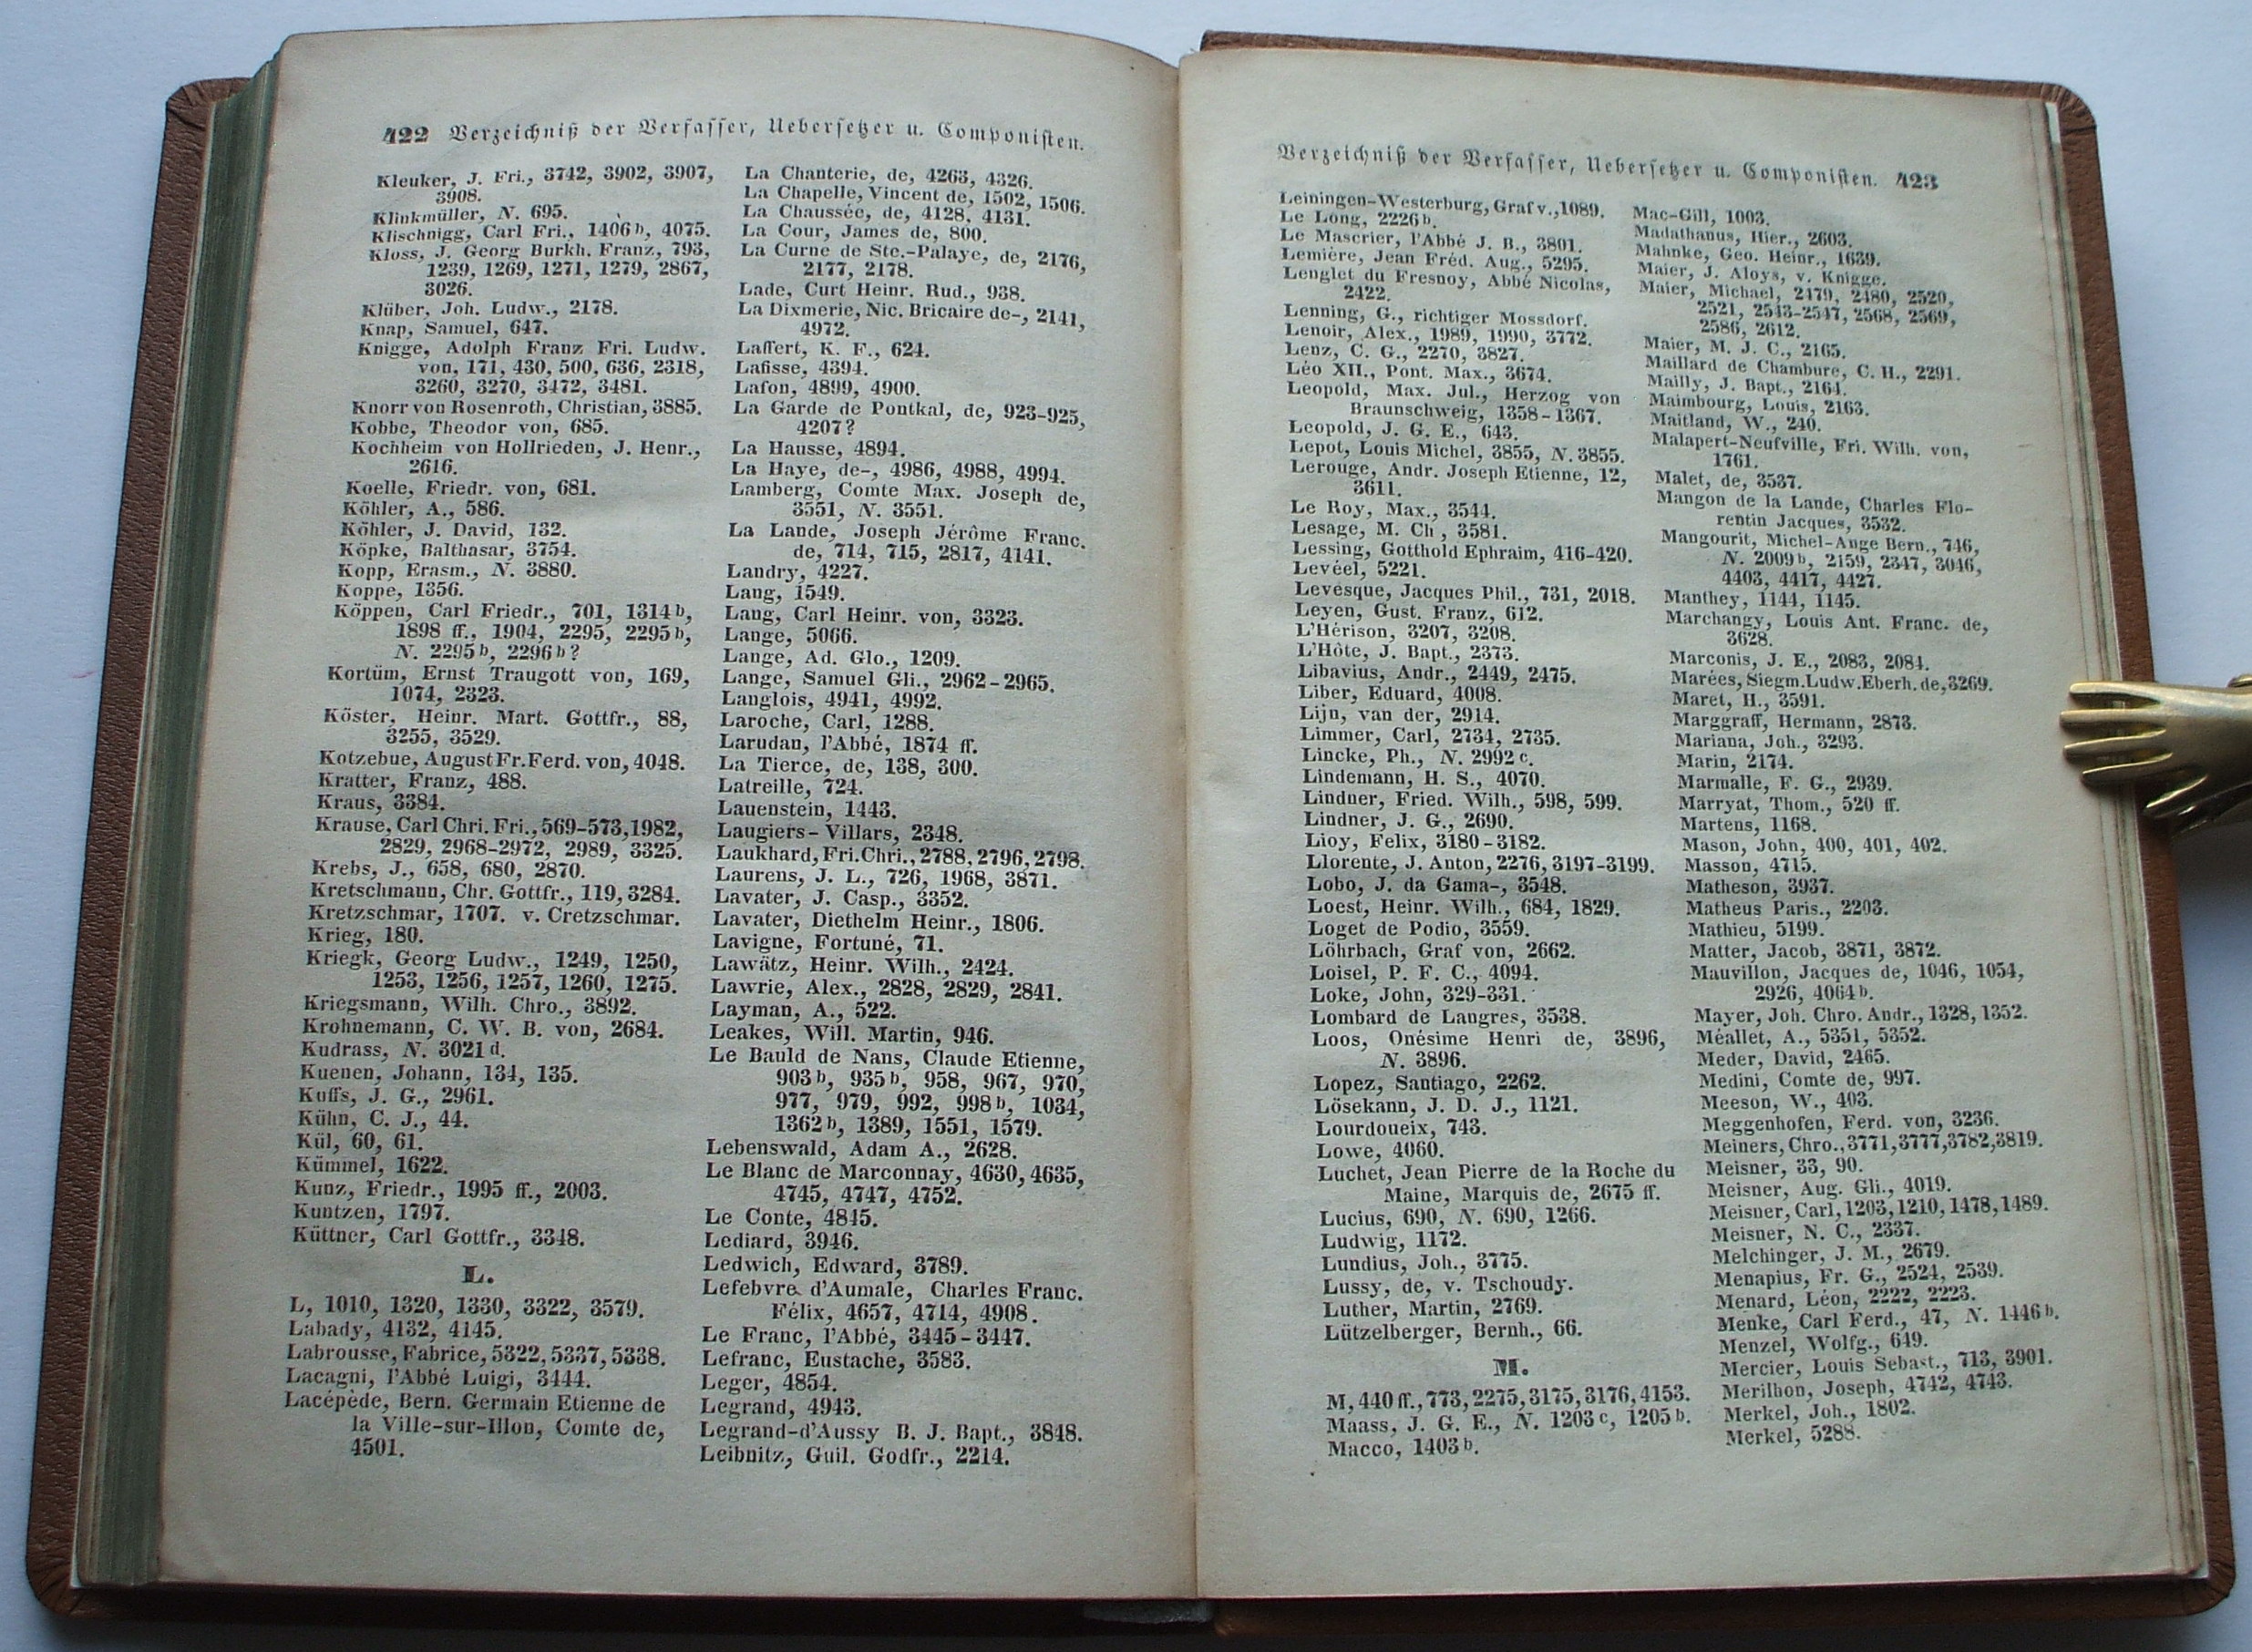 422 Verzeichniß der Verfasser, Uebersetzer u. Componisten.
Kleuker, J. Fri., 3742, 3902, 3907,
3908.
Klinkmüller, N. 695.
Klischnigg, Carl Fri., 1406 b, 4075.
Kloss, J. Georg Burkh. Franz, 793,
1239, 1269, 1271, 1279, 2867,
3026.
Klüber, Joh. Ludw., 2178.
Knap, Samuel, 647.
Knigge, Adolph Franz Fri. Ludw.
von, 171, 430, 500, 636, 2318,
3260, 3270, 3472, 3481.
Knorr von Rosenroth, Christian, 3885.
Kobbe, Theodor von, 685.
Kochheim von Hollrieden, J. Henr.,
2616.
Koelle, Friedr. von, 681.
Köhler, A., 586.
Köhler, J. David, 132.
Köpke, Balthasar, 3754.
Kopp, Erasm., N. 3880.
Koppe, 1356.
Köppen, Carl Friedr., 701, 1314 b,
1898 ff., 1904, 2295, 2295 b,
N. 2295 b, 2296 b?
Kortüm, Ernst Traugott von, 169,
1074, 2323.
Köster, Heinr. Mart. Gottfr., 88,
3255, 3529.
Kotzebue, August Fr. Ferd. von, 4048.
Kratter, Franz, 488.
Kraus, 3384.
Krause, Carl Chri. Fri., 569-573, 1982,
2829, 2968-2972, 2989, 3325.
Krebs, J., 658, 680, 2870.
Kretschmann, Chr. Gottfr., 119, 3284.
Kretzschmar, 1707. v. Cretzschmar.
Krieg, 180.
Kriegk, Georg Ludw., 1249, 1250,
1253, 1256, 1257, 1260, 1275.
Kriegsmann, Wilh. Chro., 3892.
Krohnemann, C. W. B. von, 2684.
Kudrass, N. 3021 d.
Kuenen, Johann, 134, 135.
Kuffs, J. G., 2961.
Kühn, C. J., 44.
Kül, 60, 61.
Kümmel, 1622.
Kunz, Friedr., 1995 ff., 2003.
Kuntzen, 1797.
Küttner, Carl Gottfr., 3348.
L.
L, 1010, 1320, 1330, 3322, 3579.
Labady, 4132, 4145.
Labrousse, Fabrice, 5322, 5337, 5338.
Lacagni, l'Abbé Luigi, 3444.
Lacépède, Bern. Germain Etienne de
la Ville-sur-Illon, Comte de,
4501.
La Chanterie, de, 4263, 4326.
La Chapelle, Vincent de, 1502, 1506.
La Chaussée, de, 4128, 4131.
La Cour, James de, 800.
La Curne de Ste.-Palaye, de, 2176,
2177, 2178.
Lade, Curt Heinr. Rud., 938.
La Dixmerie, Nic. Bricaire de-, 2141,
4972.
Laffert, K. F., 624.
Lafisse, 4394.
Lafon, 4899, 4900.
La Garde de Pontkal, de, 923-925,
4207?
La Hausse, 4894.
La Haye, de-, 4986, 4988, 4994.
Lamberg, Comte Max. Joseph de,
3551, N. 3551.
La Lande, Joseph Jérôme Franc.
de, 714, 715, 2817, 4141.
Landry, 4227.
Lang, 1549.
Lang, Carl Heinr. von, 3323.
Lange, 5066.
Lange, Ad. Glo., 1209.
Lange, Samuel Gli., 2962-2965.
Langlois, 4941, 4992.
Laroche, Carl, 1288.
Larudan, l'Abbé, 1874 ff.
La Tierce, de, 138, 300.
Latreille, 724.
Lauenstein, 1443.
Laugiers-Villars, 2348.
Laukhard, Fri. Chri., 2788, 2796, 2798.
Laurens, J. L., 726, 1968, 3871.
Lavater, J. Casp., 3352.
Lavater, Diethelm Heinr., 1806.
Lavigne, Fortuné, 71.
Lawätz, Heinr. Wilh., 2424.
Lawrie, Alex., 2828, 2829, 2841.
Layman, A., 522.
Leakes, Will. Martin, 946.
Le Bauld de Nans, Claude Etienne,
903 b, 935 b, 958, 967, 970,
977, 979, 992, 998 b, 1034,
1362 b, 1389, 1551, 1579.
Lebenswald, Adam A., 2628.
Le Blanc de Marconnay, 4630, 4635,
4745, 4747, 4752.
Le Conte, 4845.
Lediard, 3946.
Ledwich, Edward, 3789.
Lefebvre d'Aumale, Charles Franc.
Félix, 4657, 4714, 4908.
Le Franc, l'Abbé, 3445-3447.
Lefranc, Eustache, 3583.
Leger, 4854.
Legrand, 4943.
Legrand-d'Aussy B. J. Bapt., 3848.
Leibnitz, Guil. Godfr., 2214.
Verzeichniß der Verfasser, Uebersetzer u. Componisten. 423
Leiningen-Westerburg, Graf v., 1089.
Le Long, 2226 b.
Le Mascrier, l'Abbé J. B., 3801.
Lemière, Jean Fréd. Aug., 5295.
Lenglet du Fresnoy, Abbé Nicolas,
2422.
Lenning, G., richtiger Mossdorf.
Lenoir, Alex., 1989, 1990, 3772.
Lenz, C. G., 2270, 3827.
Léo XII., Pont. Max., 3674.
Leopold, Max. Jul., Herzog von
Braunschweig, 1358-1367.
Leopold, J. G. E., 643.
Lepot, Louis Michel, 3855, N. 3855.
Lerouge, Andr. Joseph Etienne, 12,
3611.
Le Roy, Max., 3544.
Lesage, M. Ch , 3581.
Lessing, Gotthold Ephraim, 416-420.
Levéel, 5221.
Levesque, Jacques Phil., 731, 2018.
Leyen, Gust. Franz, 612.
L'Hérison, 3207, 3208.
L'Hôte, J. Bapt., 2373.
Libavius, Andr., 2449, 2475.
Liber, Eduard, 4008.
Lijn, van der, 2914.
Limmer, Carl, 2734, 2735.
Lincke, Ph., N. 2992 c.
Lindemann, H. S., 4070.
Lindner, Fried. Wilh., 598, 599.
Lindner, J. G., 2690.
Lioy, Felix, 3180-3182.
Llorente, J. Anton, 2276, 3197-3199.
Lobo, J. da Gama-, 3548.
Loest, Heinr. Wilh., 684, 1829.
Loget de Podio, 3559.
Löhrbach, Graf von, 2662.
Loisel, P. F. C., 4094.
Loke, John, 329-331.
Lombard de Langres, 3538.
Loos, Onésime Henri de, 3896,
N. 3896.
Lopez, Santiago, 2262.
Lösekann, J. D. J., 1121.
Lourdoueix, 743.
Lowe, 4060.
Luchet, Jean Pierre de la Roche du
Maine, Marquis de, 2675 ff.
Lucius, 690, N. 690, 1266.
Ludwig, 1172.
Lundius, Joh., 3775.
Lussy, de, v. Tschoudy.
Luther, Martin, 2769.
Lützelberger, Bernh., 66.
M.
M, 440 ff., 773, 2275, 3175, 3176, 4153.
Maass, J. G. E., N. 1203 c, 1205 b.
Macco, 1403 b.
Mac-Gill, 1003.
Madathanus, Hier., 2603.
Mahnke, Geo. Heinr., 1639.
Maier, J. Aloys, v. Knigge.
Maier, Michael, 2479, 2480, 2520,
2521, 2543-2547, 2568, 2569,
2586, 2612.
Maier, M. J. C., 2165.
Maillard de Chambure, C. H., 2291.
Mailly, J. Bapt., 2164.
Maimbourg, Louis, 2163.
Maitland, W., 240.
Malapert-Neufville, Fri. Wilh. von,
1761.
Malet, de, 3537.
Mangon de la Lande, Charles Flo-
rentin Jacques, 3532.
Mangourit, Michel-Ange Bern., 746,
N. 2009 b, 2159, 2347, 3046,
4403, 4417, 4427.
Manthey, 1144, 1145.
Marchangy, Louis Ant. Franc. de,
3628.
Marconis, J. E., 2083, 2084.
Marées, Siegm. Ludw. Eberh. de, 3269.
Maret, H., 3591.
Marggraff, Hermann, 2873.
Mariana, Joh., 3293.
Marin, 2174.
Marmalle, F. G., 2939.
Marryat, Thom., 520 ff.
Martens, 1168.
Mason, John, 400, 401, 402.
Masson, 4715.
Matheson, 3937.
Matheus Paris., 2203.
Mathieu, 5199.
Matter, Jacob, 3871, 3872.
Mauvillon, Jacques de, 1046, 1054,
2926, 4064 b.
Mayer, Joh. Chro. Andr., 1328, 1352.
Méallet, A., 5351, 5352.
Meder, David, 2465.
Medini, Comte de, 997.
Meeson, W., 403.
Meggenhofen, Ferd. von, 3236.
Meiners, Chro., 3771, 3777, 3782, 3819.
Meisner, 33, 90.
Meisner, Aug. Gli., 4019.
Meisner, Carl, 1203, 1210, 1478, 1489.
Meisner, N. C., 2337.
Melchinger, J. M., 2679.
Menapius, Fr. G., 2524, 2539.
Menard, Léon, 2222, 2223.
Menke, Carl Ferd., 47, N. 1446 b.
Menzel, Wolfg., 649.
Mercier, Louis Sebast., 713, 3901.
Merilhon, Joseph, 4742, 4743.
Merkel, Joh., 1802.
Merkel, 5288.